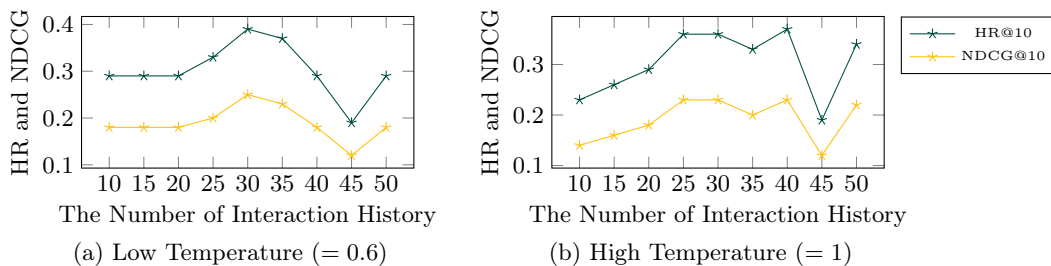 HR and NDCG
0.4
0.3
0.2
0.1
10 15 20 25 30 35 40 45 50
The Number of Interaction History
(a) Low Temperature (= 0.6)
HR and NDCG
0.3
0.2
0.1
10 15 20 25 30 35 40 45 50
The Number of Interaction History
(b) High Temperature (= 1)
HR@10
NDCG@10